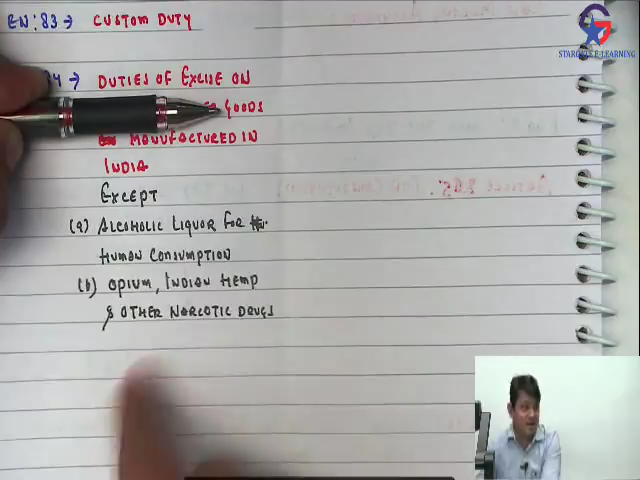 EN: 83 → CUSTOM DUTY
STARGATE E-LEARNING
84 → DUTIES OF EXCISE ON
GOODS
MANUFACTURED IN
INDIA
EXCEPT
(a) ALCOHOLIC LIQUOR FOR
HUMAN CONSUMPTION
(b) OPIUM, INDIAN HEMP
& OTHER NARCOTIC DRUGS